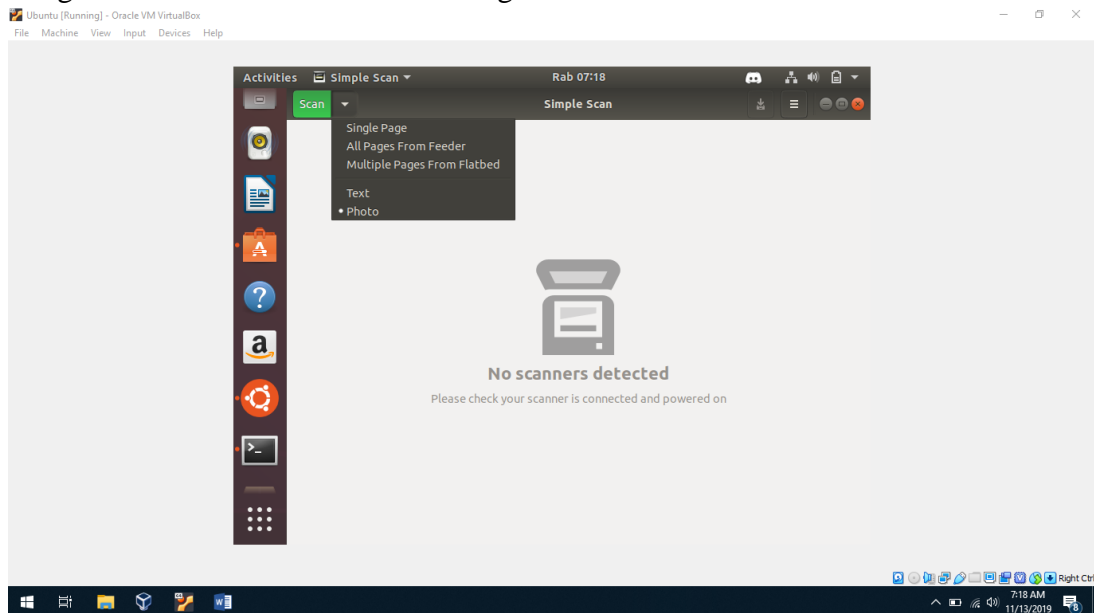 Ubuntu [Running] - Oracle VM VirtualBox
File Machine View Input Devices Help
Activities Simple Scan Rab 07:18
Scan Simple Scan
Single Page
All Pages From Feeder
Multiple Pages From Flatbed
Text
• Photo
No scanners detected
Please check your scanner is connected and powered on
Right Ctrl
7:18 AM
11/13/2019
8